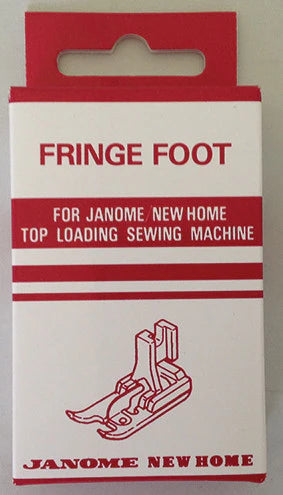 FRINGE FOOT
FOR JANOME/NEW HOME
TOP LOADING SEWING MACHINE
JANOME NEW HOME